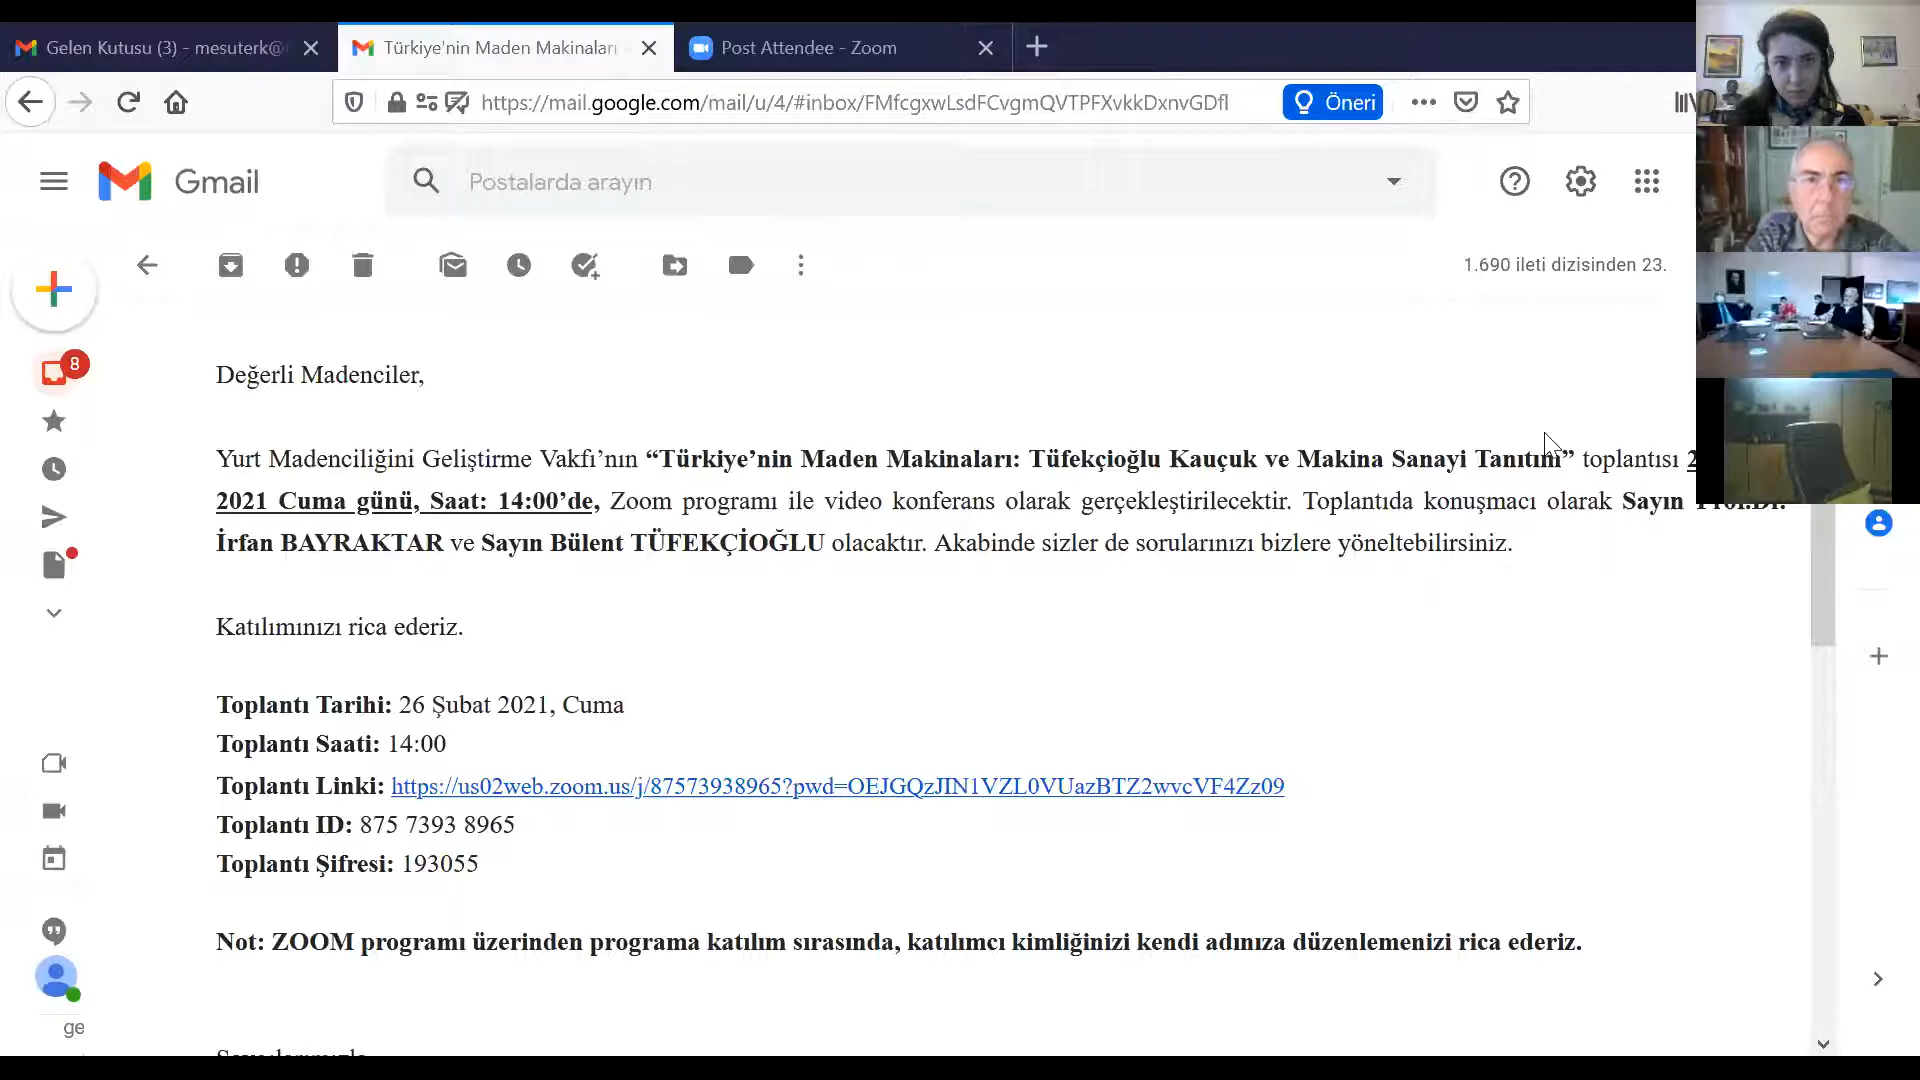 Gelen Kutusu (3) - mesuterk@
Türkiye'nin Maden Makinaları
Post Attendee - Zoom
https://mail.google.com/mail/u/4/#inbox/FMfcgxwLsdFCvgmQVTPFXvkkDxnvGDfl
Öneri
Gmail
Postalarda arayın
1.690 ileti dizisinden 23.
8
Değerli Madenciler,
Yurt Madenciliğini Geliştirme Vakfı’nın “Türkiye’nin Maden Makinaları: Tüfekçioğlu Kauçuk ve Makina Sanayi Tanıtım” toplantısı 2
2021 Cuma günü, Saat: 14:00’de, Zoom programı ile video konferans olarak gerçekleştirilecektir. Toplantıda konuşmacı olarak Sayın Prof.Dr.
İrfan BAYRAKTAR ve Sayın Bülent TÜFEKÇİOĞLU olacaktır. Akabinde sizler de sorularınızı bizlere yöneltebilirsiniz.
Katılımınızı rica ederiz.
Toplantı Tarihi: 26 Şubat 2021, Cuma
Toplantı Saati: 14:00
Toplantı Linki: https://us02web.zoom.us/j/87573938965?pwd=OEJGQzJIN1VZL0VUazBTZ2wvcVF4Zz09
Toplantı ID: 875 7393 8965
Toplantı Şifresi: 193055
Not: ZOOM programı üzerinden programa katılım sırasında, katılımcı kimliğinizi kendi adınıza düzenlemenizi rica ederiz.
ge